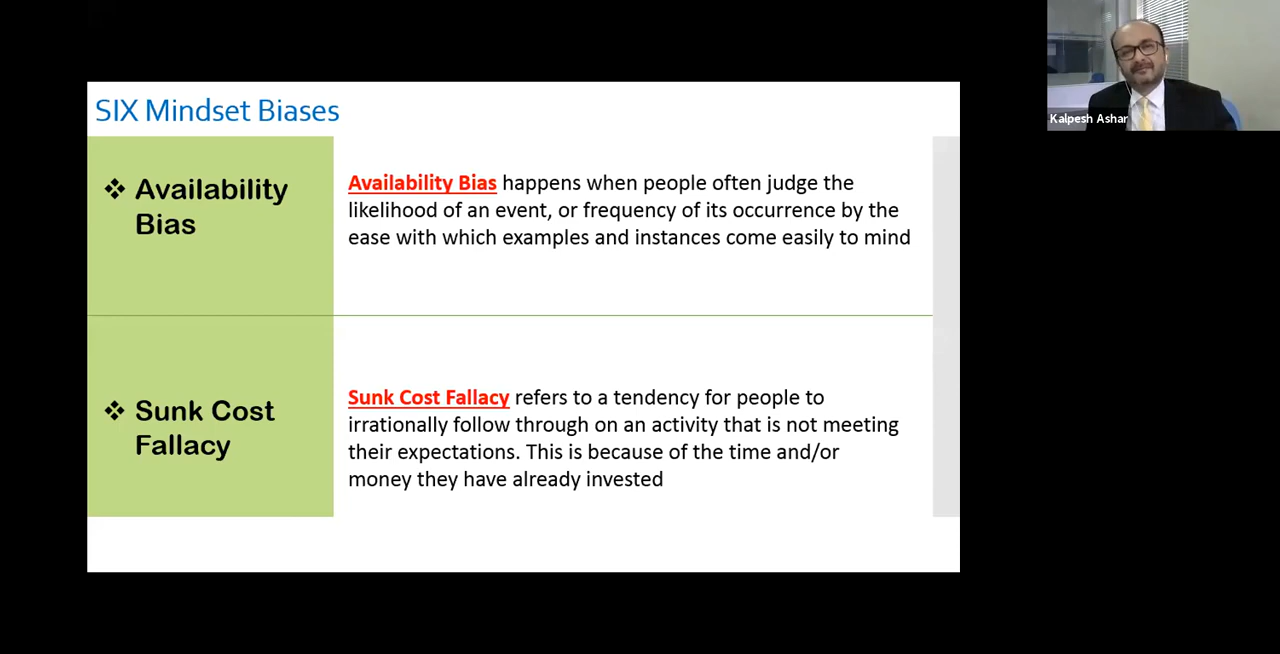 SIX Mindset Biases
❖ Availability
Bias
Availability Bias happens when people often judge the
likelihood of an event, or frequency of its occurrence by the
ease with which examples and instances come easily to mind
❖ Sunk Cost
Fallacy
Sunk Cost Fallacy refers to a tendency for people to
irrationally follow through on an activity that is not meeting
their expectations. This is because of the time and/or
money they have already invested
Kalpesh Ashar